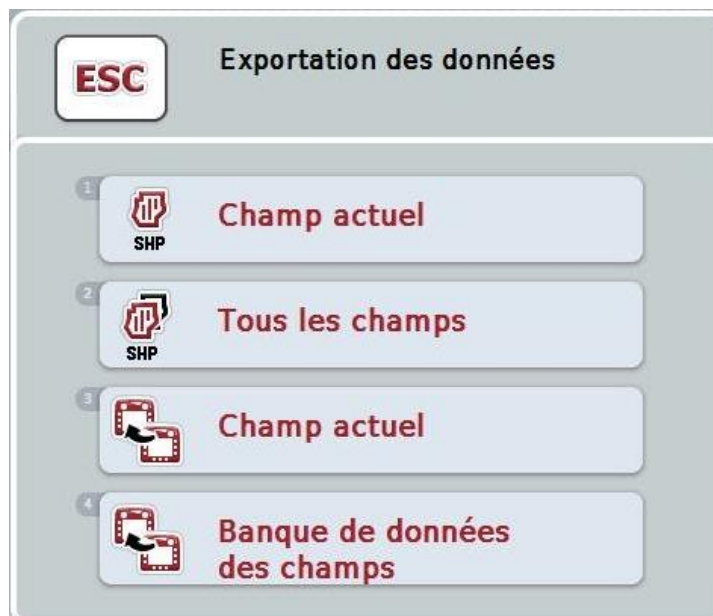 ESC
Exportation des données
1
SHP
Champ actuel
2
SHP
Tous les champs
3
Champ actuel
4
Banque de données
des champs